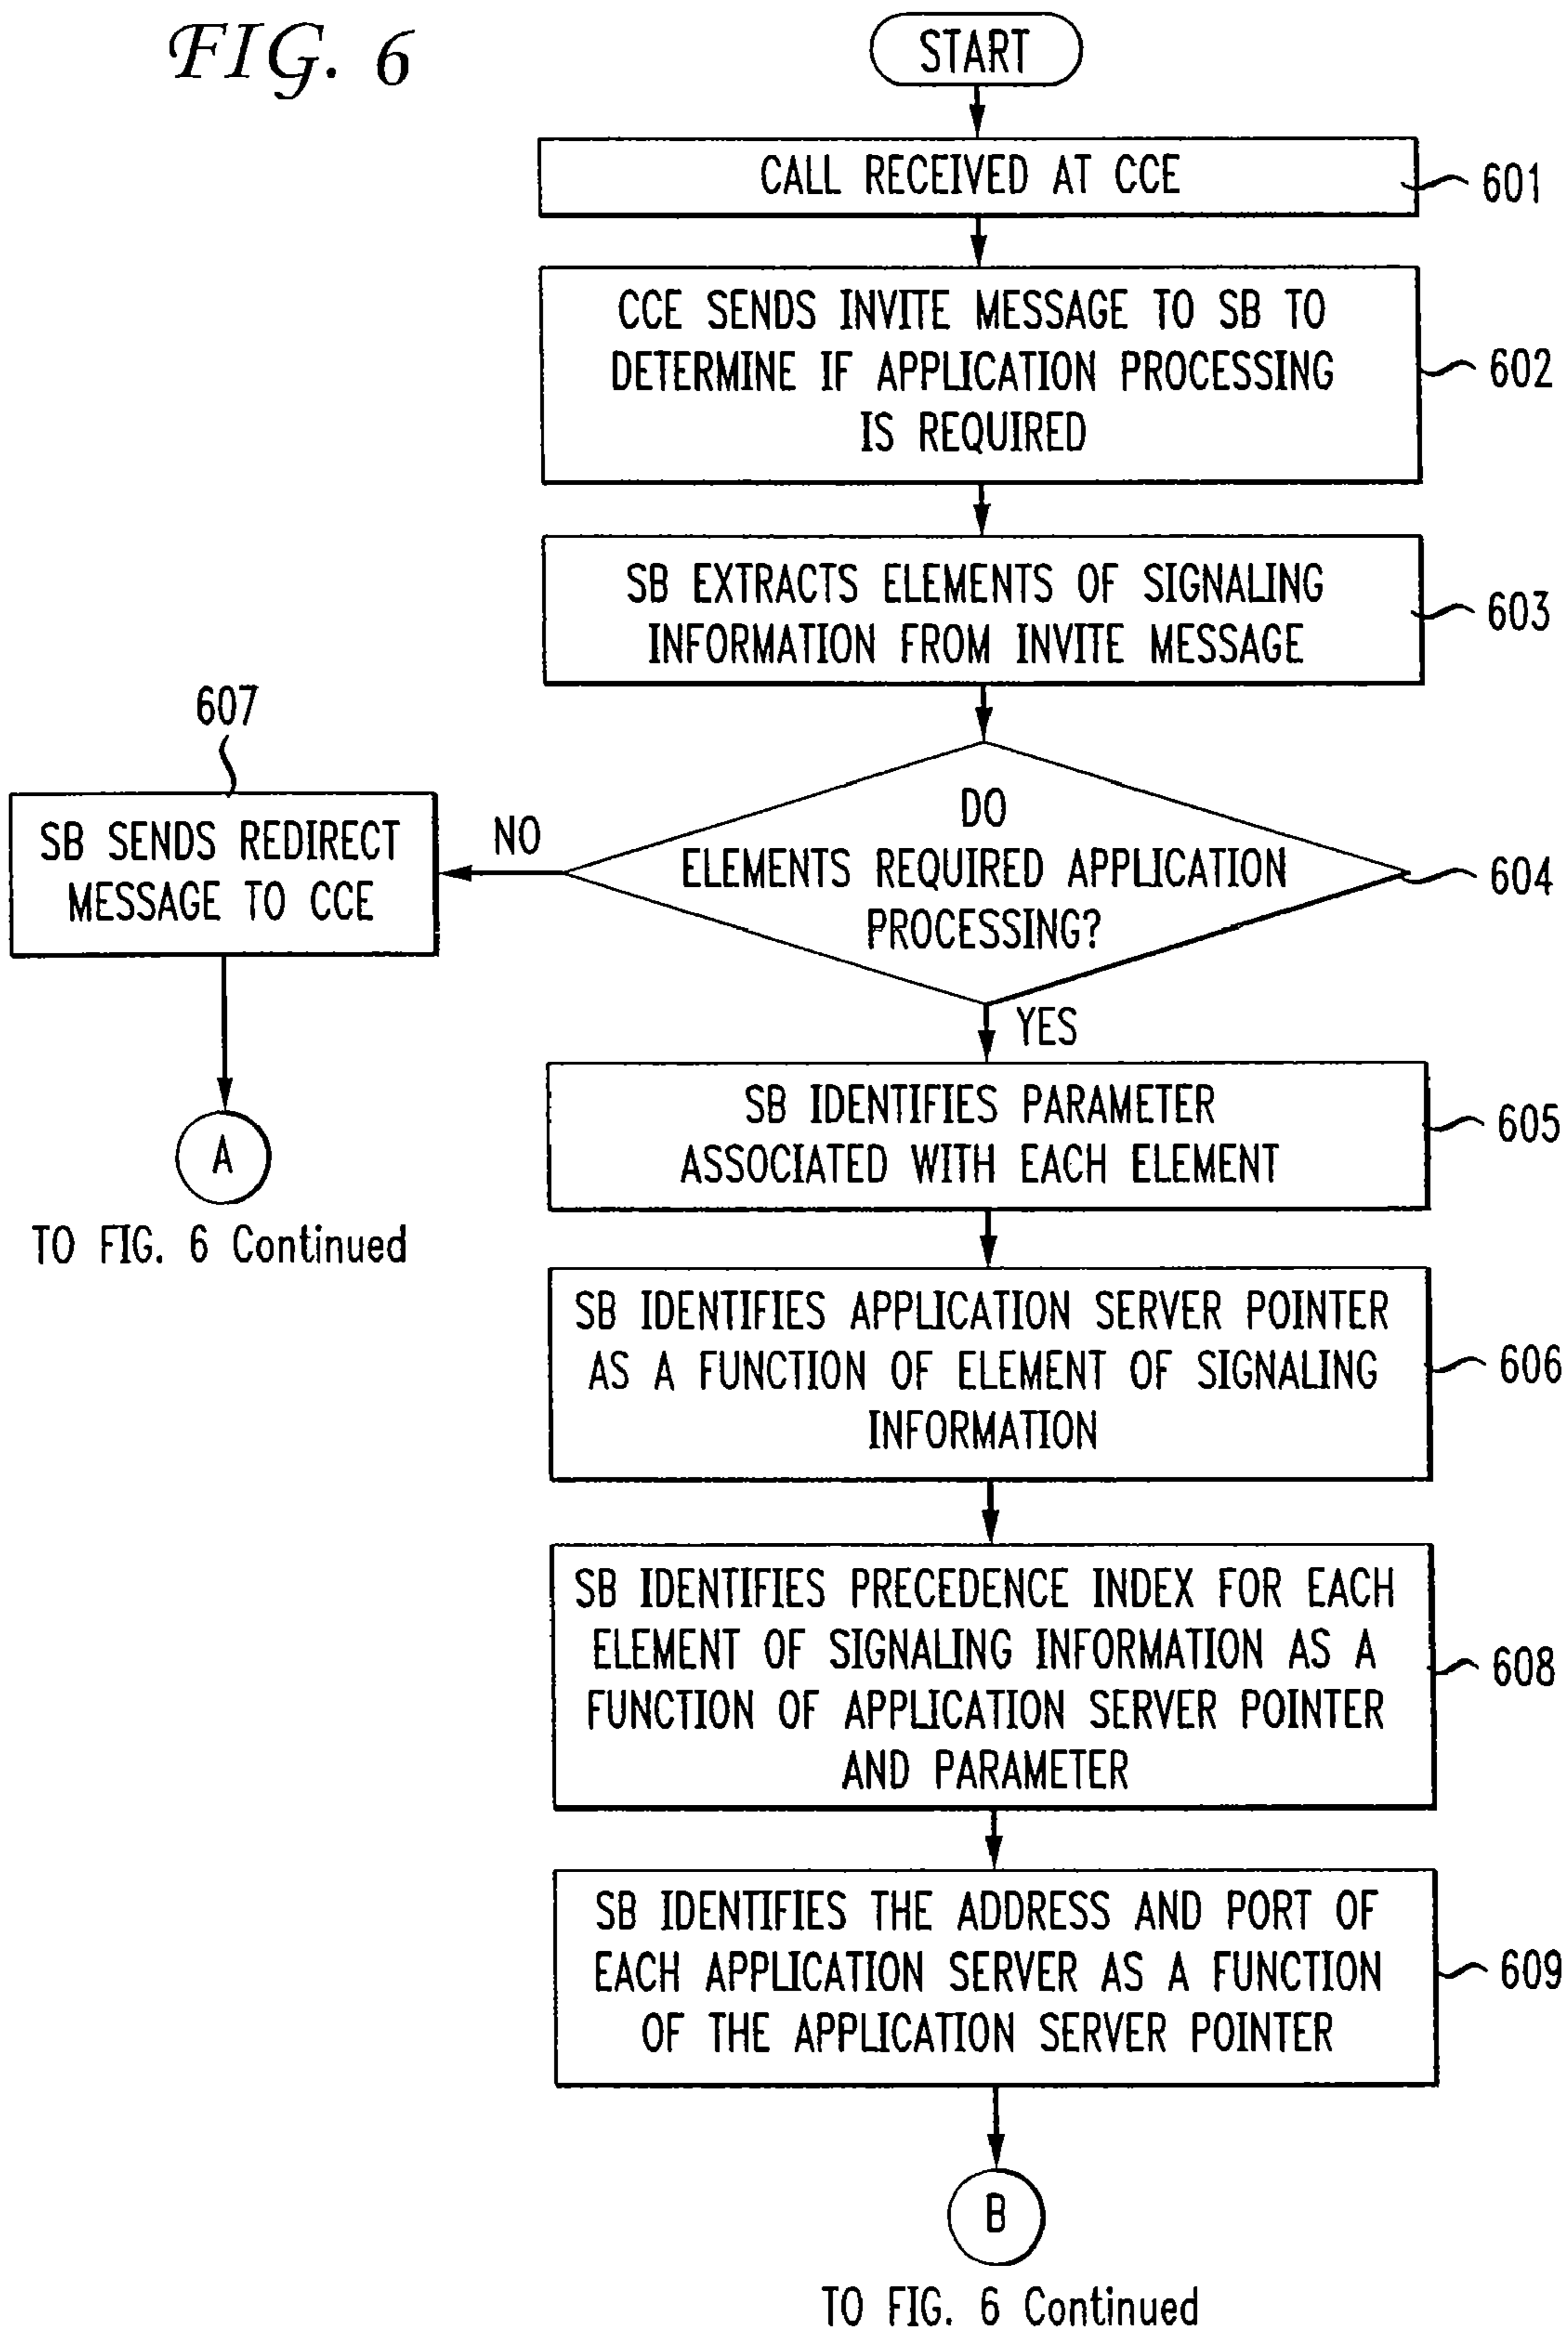 FIG. 6
START
CALL RECEIVED AT CCE
601
CCE SENDS INVITE MESSAGE TO SB TO
DETERMINE IF APPLICATION PROCESSING
IS REQUIRED
602
SB EXTRACTS ELEMENTS OF SIGNALING
INFORMATION FROM INVITE MESSAGE
603
607
SB SENDS REDIRECT
MESSAGE TO CCE
NO
DO
ELEMENTS REQUIRED APPLICATION
PROCESSING?
604
YES
A
TO FIG. 6 Continued
SB IDENTIFIES PARAMETER
ASSOCIATED WITH EACH ELEMENT
605
SB IDENTIFIES APPLICATION SERVER POINTER
AS A FUNCTION OF ELEMENT OF SIGNALING
INFORMATION
606
SB IDENTIFIES PRECEDENCE INDEX FOR EACH
ELEMENT OF SIGNALING INFORMATION AS A
FUNCTION OF APPLICATION SERVER POINTER
AND PARAMETER
608
SB IDENTIFIES THE ADDRESS AND PORT OF
EACH APPLICATION SERVER AS A FUNCTION
OF THE APPLICATION SERVER POINTER
609
B
TO FIG. 6 Continued